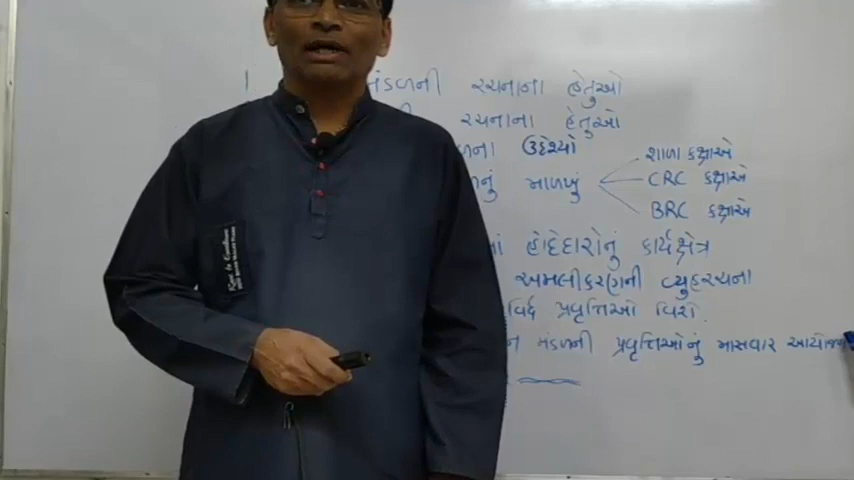 મંડળની રચનાના હેતુઓ
રચનાના હેતુઓ
ઉદ્દેશ્યો
માળખું
શાળા કક્ષાએ
CRC કક્ષાએ
BRC કક્ષાએ
હોદેદારોનું કાર્યક્ષેત્ર
અમલીકરણની વ્યુહરચના
પ્રવૃત્તિઓ વિશે
મંડળની પ્રવૃત્તિઓનું માસવાર આયોજન